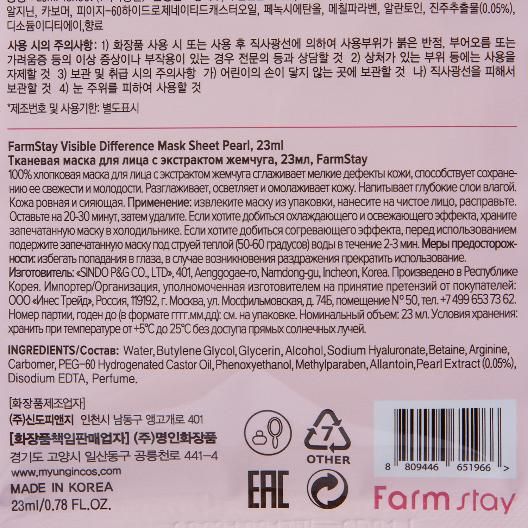 알지닌, 카보머, 피이지-60하이드로제네이티드캐스터오일, 페녹시에탄올, 메칠파라벤, 알란토인, 진주추출물(0.05%),
디소듐이디티에이,향료
사용 시의 주의사항: 1) 화장품 사용 시 또는 사용 후 직사광선에 의하여 사용부위가 붉은 반점, 부어오름 또는
가려움증 등의 이상 증상이나 부작용이 있는 경우 전문의 등과 상담할 것 2) 상처가 있는 부위 등에는 사용을
자제할 것 3) 보관 및 취급 시의 주의사항 가) 어린이의 손이 닿지 않는 곳에 보관할 것 나) 직사광선을 피해서
보관할 것 4) 눈 주위를 피하여 사용할 것
*제조번호 및 사용기한: 별도표시
FarmStay Visible Difference Mask Sheet Pearl, 23ml
Тканевая маска для лица с экстрактом жемчуга, 23мл, FarmStay
100% хлопковая маска для лица с экстрактом жемчуга сглаживает мелкие дефекты кожи, способствует сохране-
нию ее свежести и молодости. Разглаживает, осветляет и омолаживает кожу. Напитывает глубокие слои влагой.
Кожа ровная и сияющая. Применение: извлеките маску из упаковки, нанесите на чистое лицо, расправьте.
Оставьте на 20-30 минут, затем удалите. Если хотите добиться охлаждающего и освежающего эффекта, храните
запечатанную маску в холодильнике. Если хотите добиться согревающего эффекта, перед использованием
подержите запечатанную маску под струей теплой (50-60 градусов) воды в течение 2-3 мин. Меры предосторож-
ности: избегать попадания в глаза, в случае возникновения раздражения прекратить использование.
Изготовитель: «SINDO P&G CO., LTD», 401, Aenggogae-ro, Namdong-gu, Incheon, Korea. Произведено в Республике
Корея. Импортер/Организация, уполномоченная изготовителем на принятие претензий от покупателей:
ООО «Инес Трейд», Россия, 119192, г. Москва, ул. Мосфильмовская, д. 74Б, помещение № 50, тел. +7 499 653 73 62.
Номер партии, годен до (в формате гггг.мм.дд): см. на упаковке. Номинальный объем: 23 мл. Условия хранения:
хранить при температуре от +5°C до 25°C без доступа прямых солнечных лучей.
INGREDIENTS/Состав: Water, Butylene Glycol, Glycerin, Alcohol, Sodium Hyaluronate, Betaine, Arginine,
Carbomer, PEG-60 Hydrogenated Castor Oil, Phenoxyethanol, Methylparaben, Allantoin, Pearl Extract (0.05%),
Disodium EDTA, Perfume.
[화장품제조업자]
(주)신도피앤지 인천시 남동구 앵고개로 401
[화장품책임판매업자] (주)명인화장품
경기도 고양시 일산동구 공릉천로 441-4
www.myungincos.com
MADE IN KOREA
23ml/0.78 FL.OZ.
7
OTHER
EAC
8 809446 651966 >
Farm stay